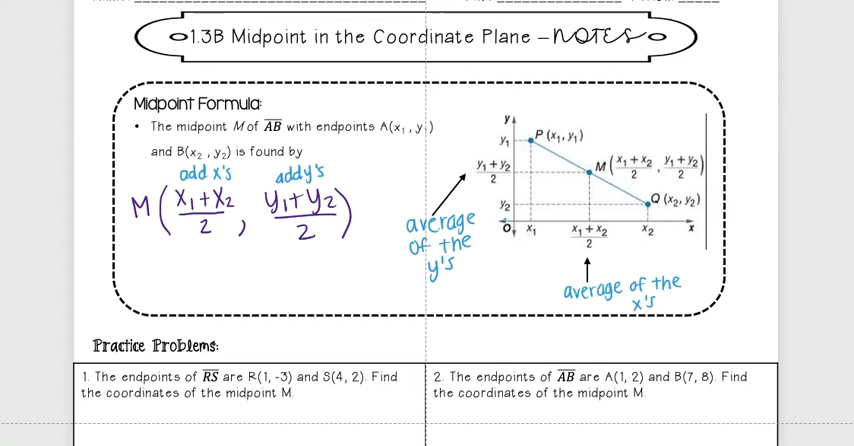 1.3B Midpoint in the Coordinate Plane – NOTES
Midpoint Formula:
• The midpoint M of AB with endpoints A(x₁ , y₁)
and B(x₂ , y₂) is found by
add x's add y's
M ( x₁ + x₂ / 2 , y₁ + y₂ / 2 )
average
of the
y's
y
y₁
P (x₁, y₁)
y₁ + y₂ / 2
M ( x₁ + x₂ / 2 , y₁ + y₂ / 2 )
y₂
Q (x₂, y₂)
O x₁ x₁ + x₂ / 2 x₂ x
average of the
x's
Practice Problems:
1. The endpoints of RS are R(1, -3) and S(4, 2). Find
the coordinates of the midpoint M.
2. The endpoints of AB are A(1, 2) and B(7, 8). Find
the coordinates of the midpoint M.